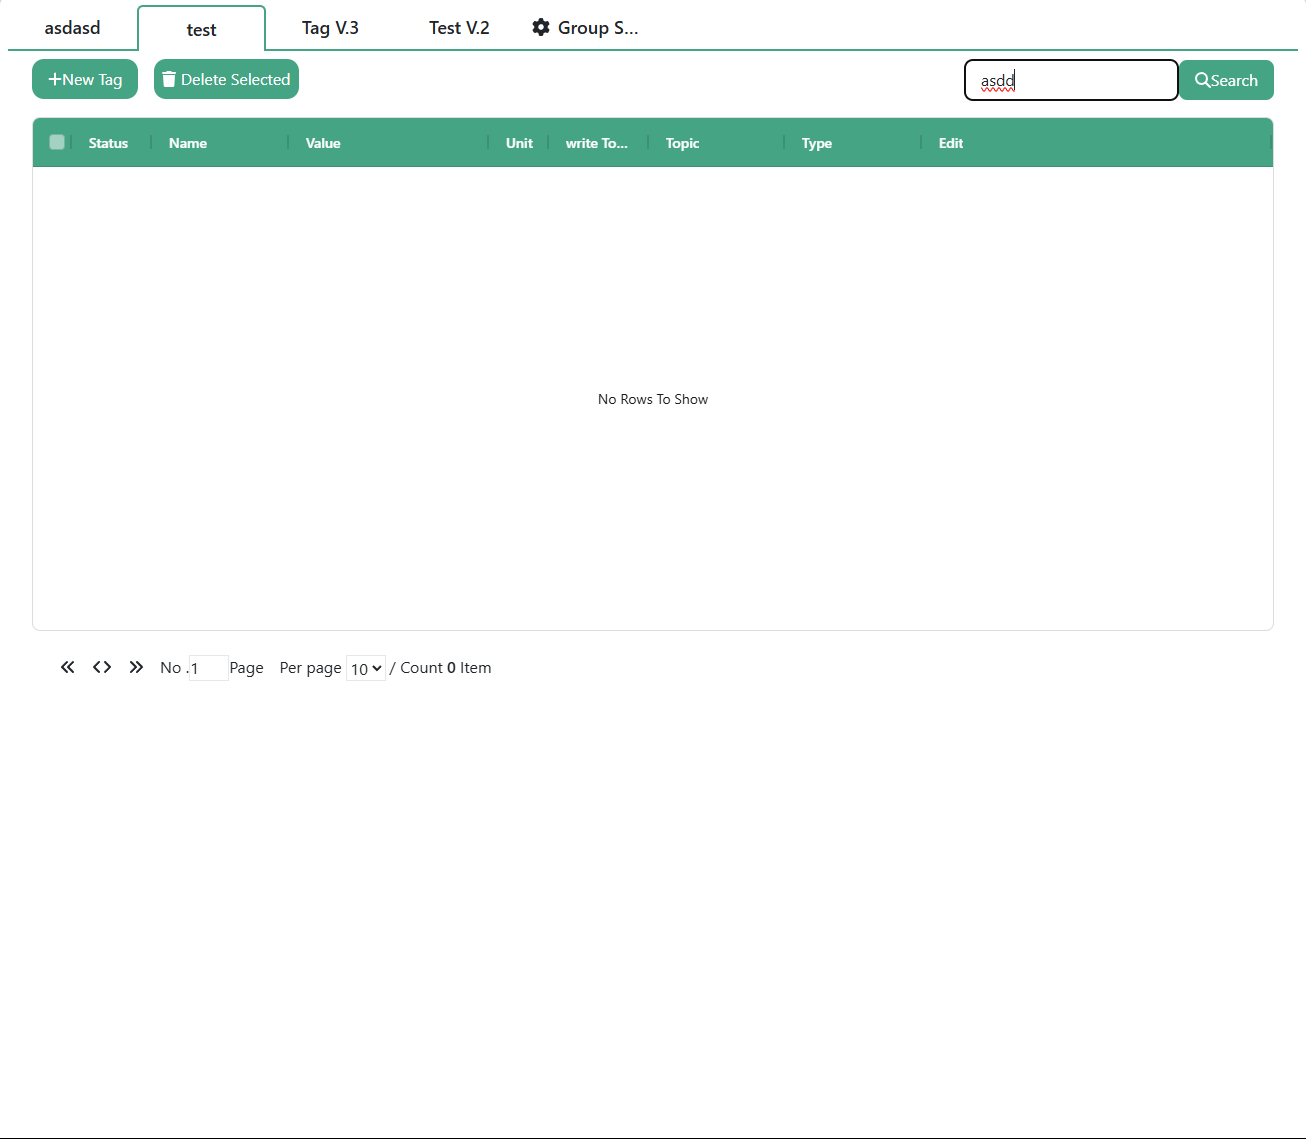 asdasd test Tag V.3 Test V.2 Group S...
New Tag Delete Selected asdd Search
Status Name Value Unit write To... Topic Type Edit
No Rows To Show
No .1 Page Per page 10 / Count 0 Item